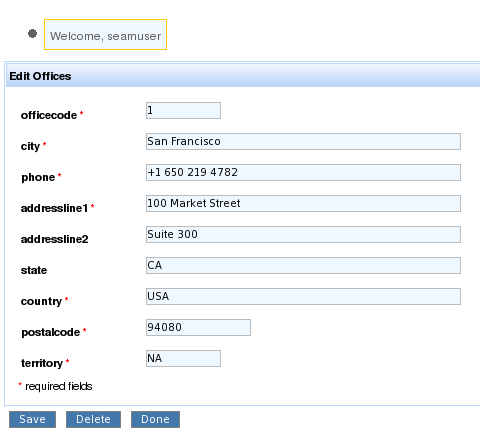 Welcome, seamuser
Edit Offices
officecode * 1
city * San Francisco
phone * +1 650 219 4782
addressline1 * 100 Market Street
addressline2 Suite 300
state CA
country * USA
postalcode * 94080
territory * NA
* required fields
Save Delete Done